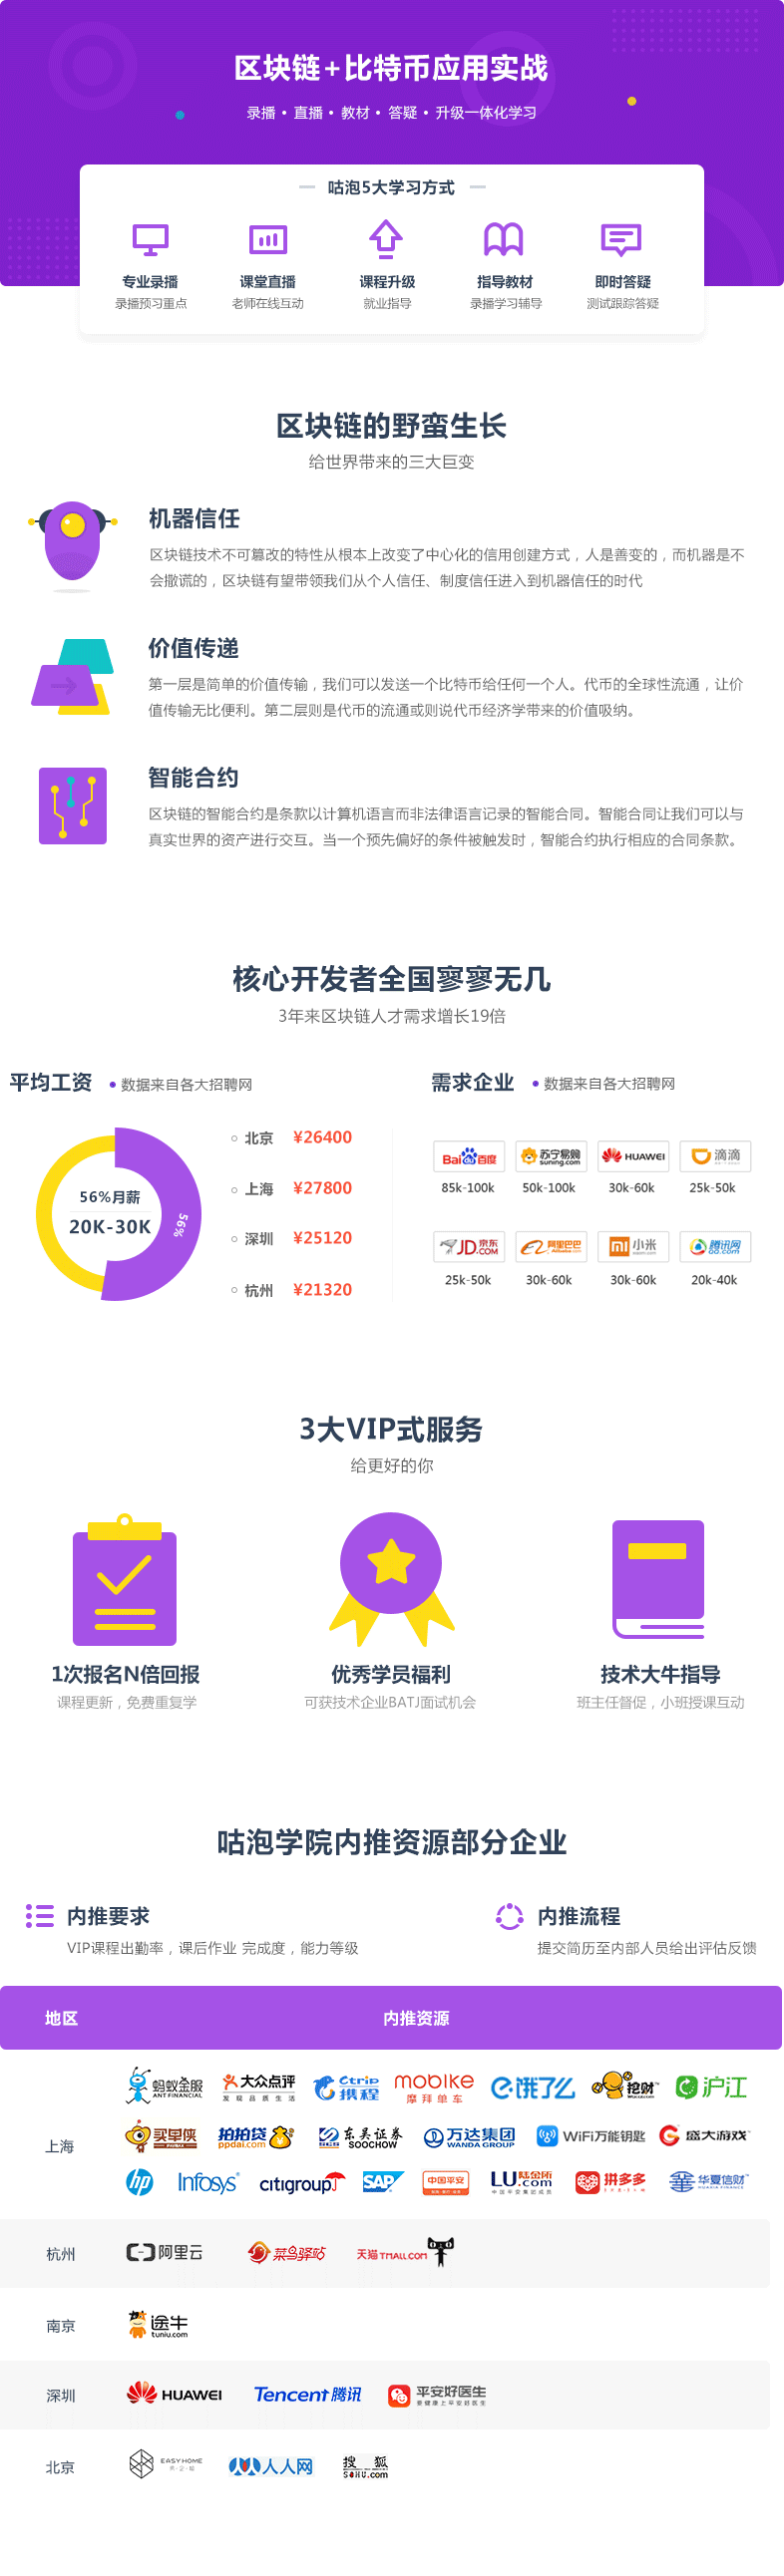 区块链+比特币应用实战
录播 • 直播 • 教材 • 答疑 • 升级一体化学习
咕泡5大学习方式
专业录播 课堂直播 课程升级 指导教材 即时答疑
录播预习重点 老师在线互动 就业指导 录播学习辅导 测试跟踪答疑
区块链的野蛮生长
给世界带来的三大巨变
机器信任
区块链技术不可篡改的特性从根本上改变了中心化的信用创建方式，人是善变的，而机器是不
会撒谎的，区块链有望带领我们从个人信任、制度信任进入到机器信任的时代
价值传递
第一层是简单的价值传输，我们可以发送一个比特币给任何一个人。代币的全球性流通，让价
值传输无比便利。第二层则是代币的流通或则说代币经济学带来的价值吸纳。
智能合约
区块链的智能合约是条款以计算机语言而非法律语言记录的智能合同。智能合同让我们可以与
真实世界的资产进行交互。当一个预先偏好的条件被触发时，智能合约执行相应的合同条款。
核心开发者全国寥寥无几
3年来区块链人才需求增长19倍
平均工资 • 数据来自各大招聘网
56%月薪
20K-30K
56%
北京 ¥26400
上海 ¥27800
深圳 ¥25120
杭州 ¥21320
需求企业 • 数据来自各大招聘网
Bai百度 苏宁易购 suning.com HUAWEI 滴滴
85k-100k 50k-100k 30k-60k 25k-50k
JD京东.COM 阿里巴巴 小米 腾讯网 QQ.COM
25k-50k 30k-60k 30k-60k 20k-40k
3大VIP式服务
给更好的你
1次报名N倍回报 优秀学员福利 技术大牛指导
课程更新，免费重复学 可获技术企业BATJ面试机会 班主任督促，小班授课互动
咕泡学院内推资源部分企业
内推要求
VIP课程出勤率，课后作业 完成度，能力等级
内推流程
提交简历至内部人员给出评估反馈
地区 内推资源
上海
蚂蚁金服 ANT FINANCIAL 大众点评 发现品质生活 Ctrip 携程 mobike 摩拜单车 饿了么 挖财 沪江
买早侠 拍拍贷 ppdai.com 东吴证券 SOOCHOW 万达集团 WANDA GROUP WiFi万能钥匙 盛大游戏
hp Infosys citigroup SAP 中国平安 LU.com 陆金所 中国平安集团成员 拼多多 华夏信财
杭州 阿里云 菜鸟驿站 天猫 TMALL.COM
南京 途牛 tuniu.com
深圳 HUAWEI Tencent 腾讯 平安好医生
北京 EASY HOME 人人网 搜狐 SOHU.com